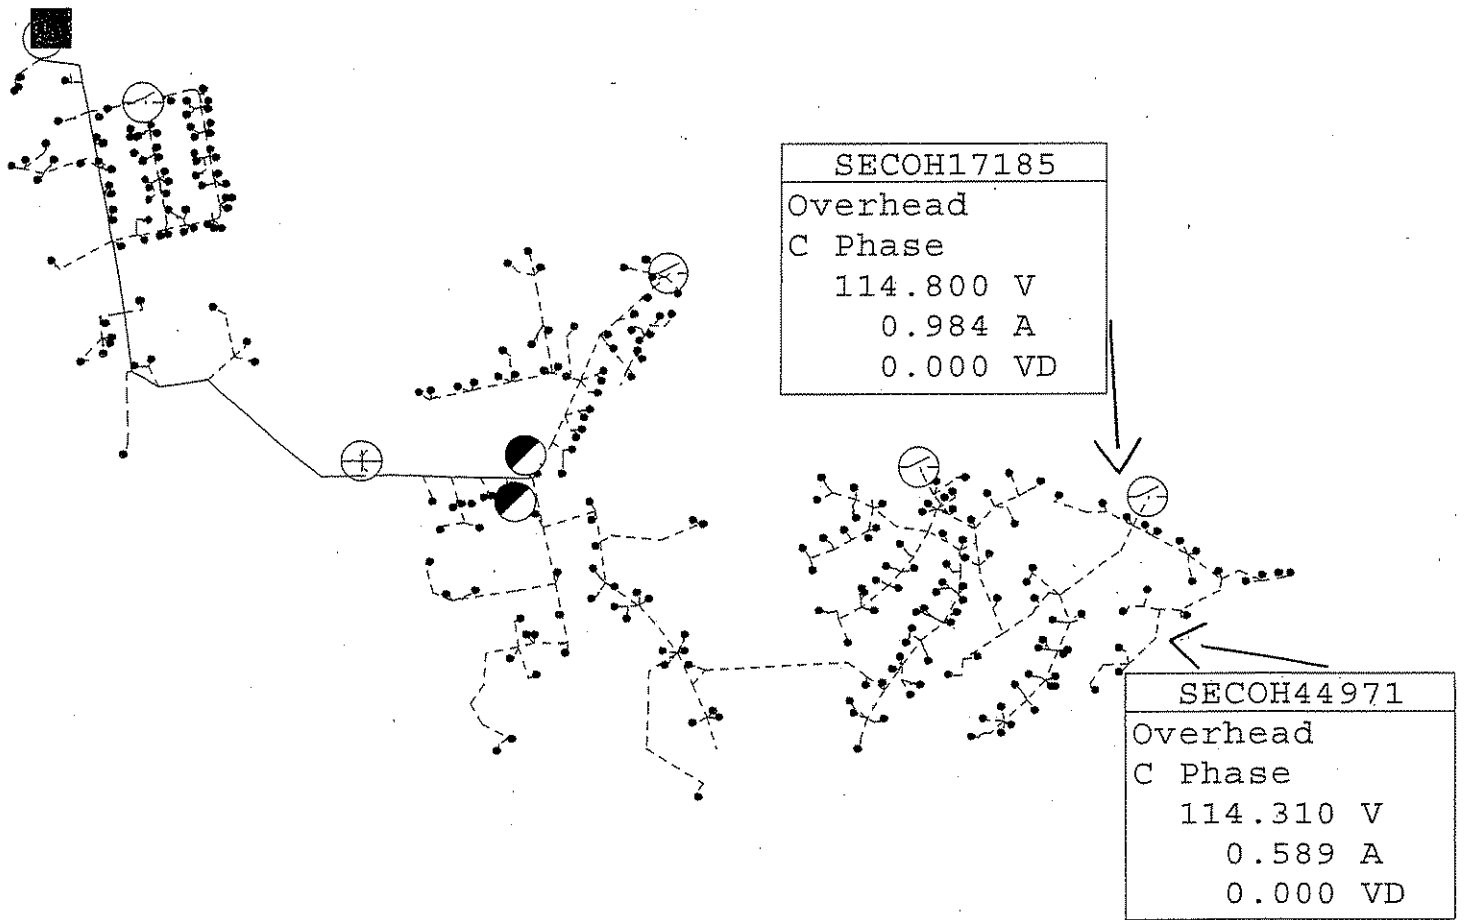 SECOH17185
Overhead
C Phase
114.800 V
0.984 A
0.000 VD
SECOH44971
Overhead
C Phase
114.310 V
0.589 A
0.000 VD